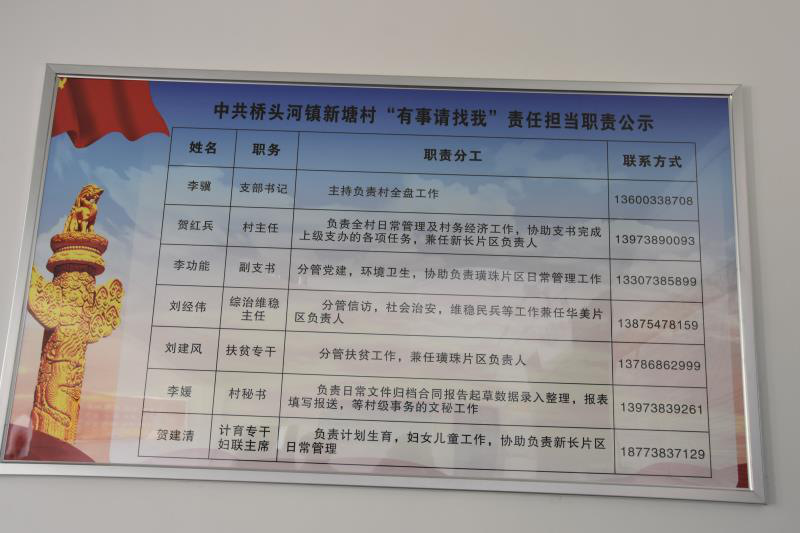 中共桥头河镇新塘村“有事请找我”责任担当职责公示
姓名 职务 职责分工 联系方式
李骥 支部书记 主持负责村全盘工作 13600338708
贺红兵 村主任 负责全村日常管理及村务经济工作，协助支书完成
上级支办的各项任务，兼任新长片区负责人 13973890093
李功能 副支书 分管党建，环境卫生，协助负责璜珠片区日常管理工作 13307385899
刘经伟 综治维稳
主任 分管信访，社会治安，维稳民兵等工作兼任华美片
区负责人 13875478159
刘建风 扶贫专干 分管扶贫工作，兼任璜珠片区负责人 13786862999
李媛 村秘书 负责日常文件归档合同报告起草数据录入整理，报表
填写报送，等村级事务的文秘工作 13973839261
贺建清 计育专干
妇联主席 负责计划生育，妇女儿童工作，协助负责新长片区
日常管理 18773837129